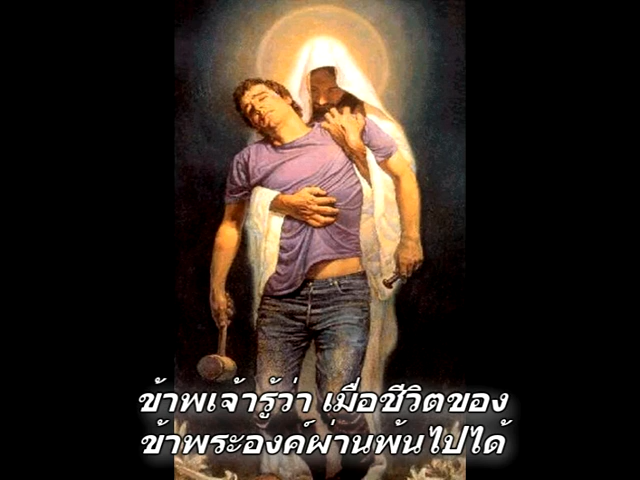 ข้าพเจ้ารู้ว่า เมื่อชีวิตของ
ข้าพระองค์ผ่านพ้นไปได้